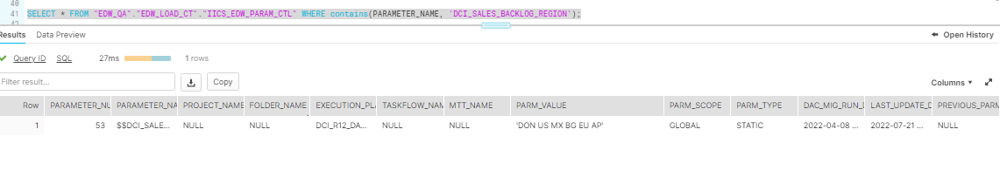 40
41 SELECT * FROM "EDW_QA"."EDW_LOAD_CT"."IICS_EDW_PARAM_CTL" WHERE contains(PARAMETER_NAME, 'DCI_SALES_BACKLOG_REGION');
Results Data Preview Open History
Query ID SQL 27ms 1 rows
Filter result... Copy Columns
Row PARAMETER_NU PARAMETER_NA PROJECT_NAME FOLDER_NAME EXECUTION_PLA TASKFLOW_NAM MTT_NAME PARM_VALUE PARM_SCOPE PARM_TYPE DAC_MIG_RUN_D LAST_UPDATE_D PREVIOUS_PARM
1 53 $$DCI_SALE... NULL NULL DCI_R12_DA... NULL NULL 'DON US MX BG EU AP' GLOBAL STATIC 2022-04-08 ... 2022-07-21 ... NULL